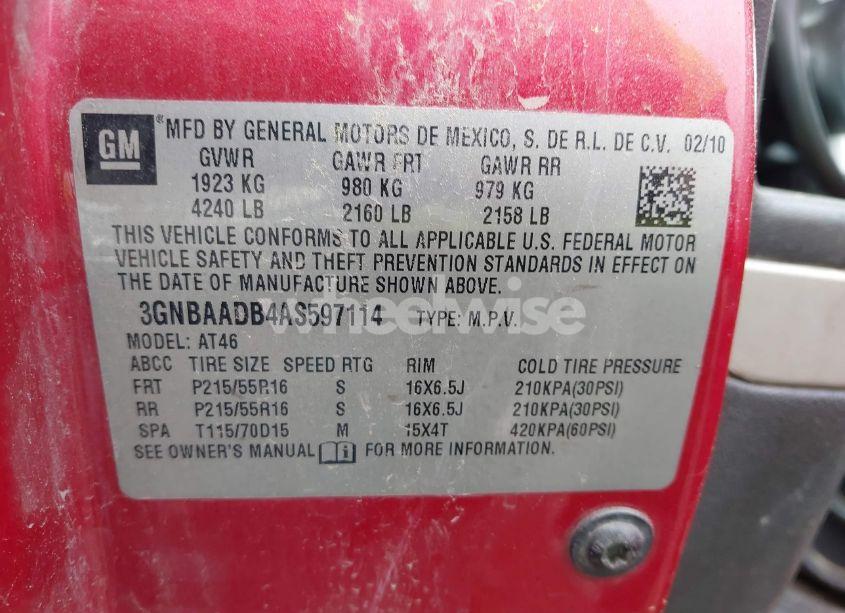 GM
®MFD BY GENERAL MOTORS DE MEXICO, S. DE R.L. DE C.V. 02/10
GVWR GAWR FRT GAWR RR
1923 KG 980 KG 979 KG
4240 LB 2160 LB 2158 LB
THIS VEHICLE CONFORMS TO ALL APPLICABLE U.S. FEDERAL MOTOR
VEHICLE SAFETY AND THEFT PREVENTION STANDARDS IN EFFECT ON
THE DATE OF MANUFACTURE SHOWN ABOVE.
3GNBAADB4AS597114 TYPE: M.P.V.
wheelwise
MODEL: AT46
ABCC TIRE SIZE SPEED RTG RIM COLD TIRE PRESSURE
FRT P215/55R16 S 16X6.5J 210KPA(30PSI)
RR P215/55R16 S 16X6.5J 210KPA(30PSI)
SPA T115/70D15 M 15X4T 420KPA(60PSI)
SEE OWNER'S MANUAL i FOR MORE INFORMATION.